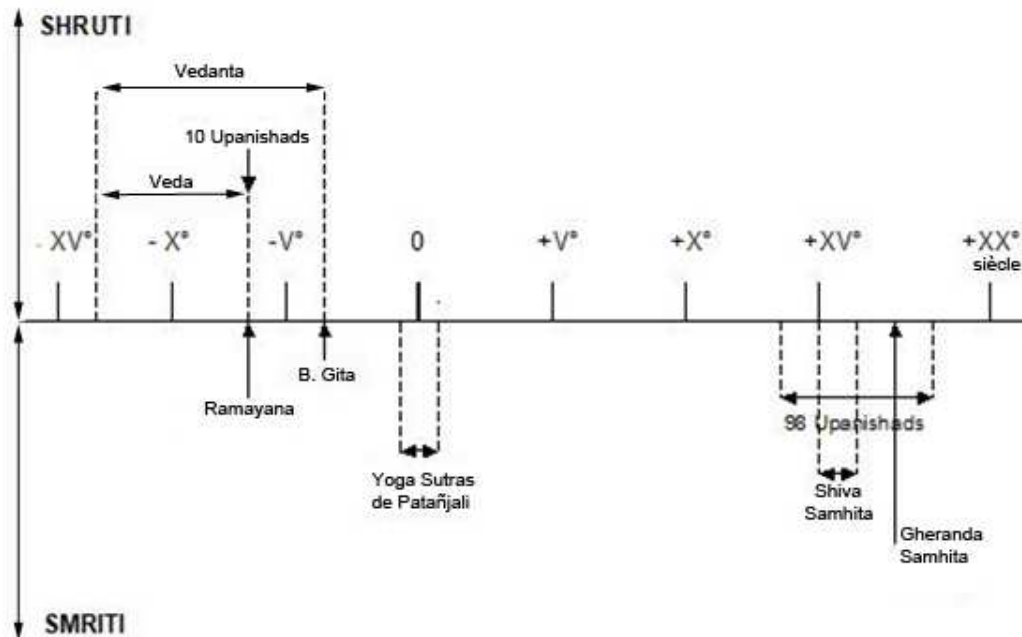 SHRUTI
Vedanta
10 Upanishads
Veda
- XV° - X° -V° 0 +V° +X° +XV° +XX°
siècle
B. Gita
Ramayana
98 Upanishads
Yoga Sutras
de Patañjali
Shiva
Samhita
Gheranda
Samhita
SMRITI